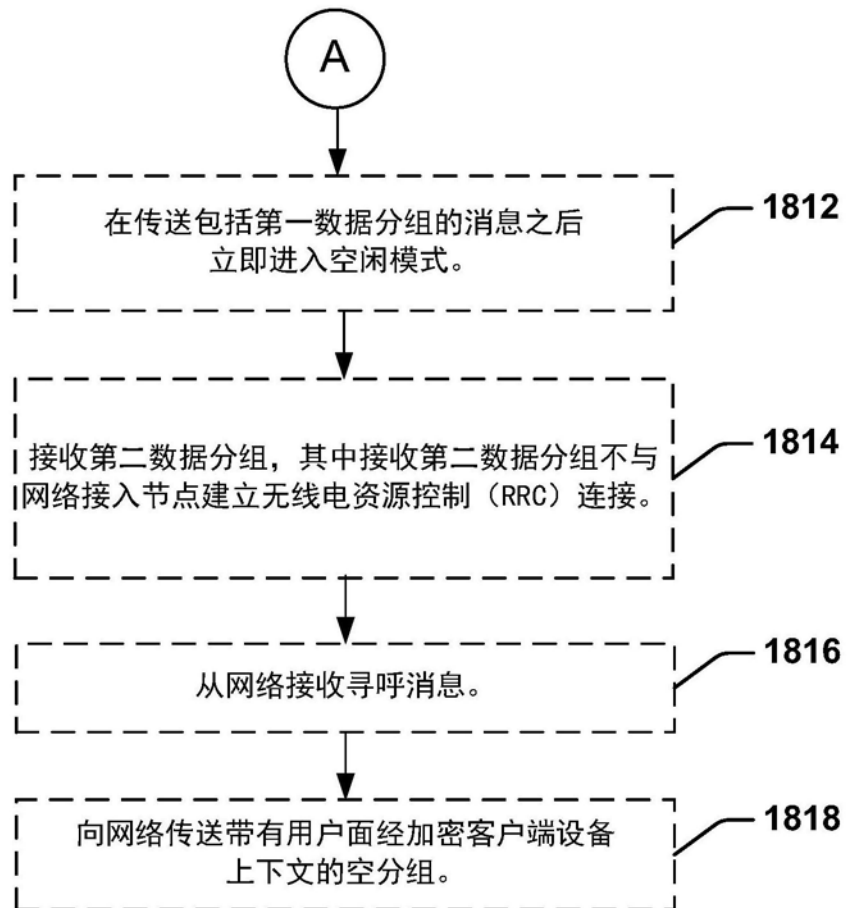 A
在传送包括第一数据分组的消息之后
立即进入空闲模式。
1812
接收第二数据分组，其中接收第二数据分组不与
网络接入节点建立无线电资源控制（RRC）连接。
1814
从网络接收寻呼消息。
1816
向网络传送带有用户面经加密客户端设备
上下文的空分组。
1818